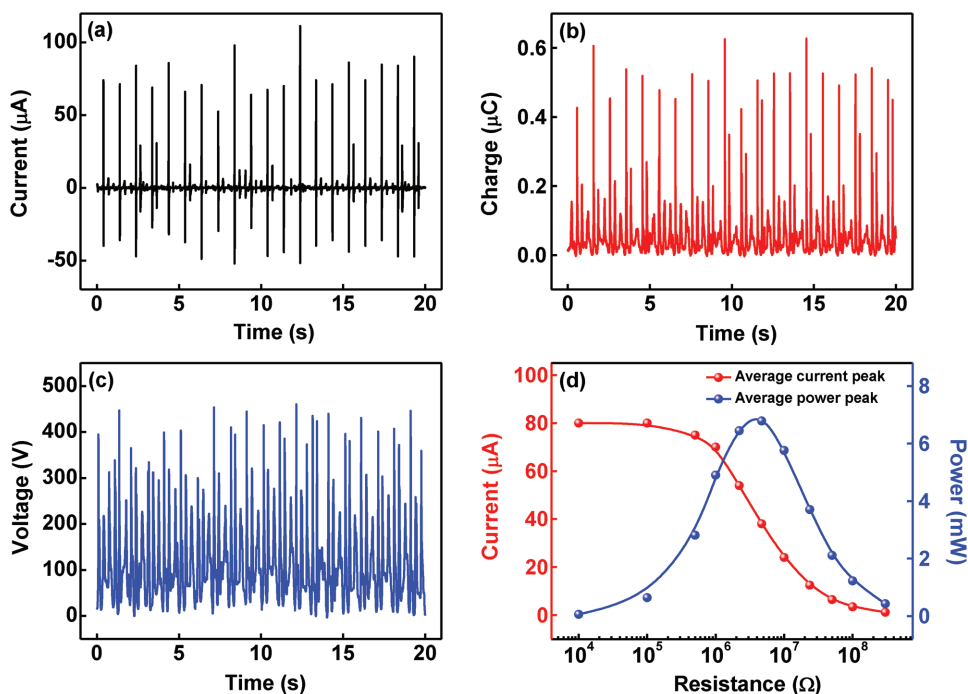 (a)
Current (μA)
100
50
0
-50
0 5 10 15 20
Time (s)
(b)
Charge (μC)
0.6
0.4
0.2
0.0
0 5 10 15 20
Time (s)
(c)
Voltage (V)
500
400
300
200
100
0
0 5 10 15 20
Time (s)
(d)
Average current peak
Average power peak
Current (μA)
100
80
60
40
20
0
Power (mW)
8
6
4
2
0
10⁴ 10⁵ 10⁶ 10⁷ 10⁸
Resistance (Ω)